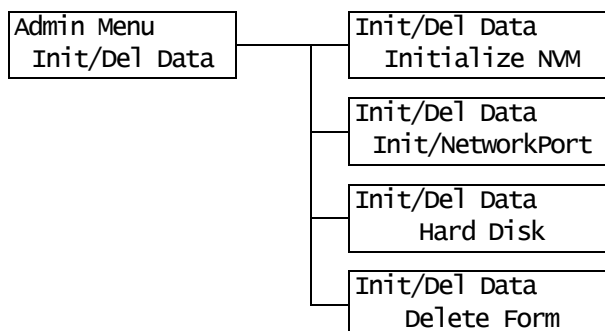 Admin Menu
Init/Del Data
Init/Del Data
Initialize NVM
Init/Del Data
Init/NetworkPort
Init/Del Data
Hard Disk
Init/Del Data
Delete Form